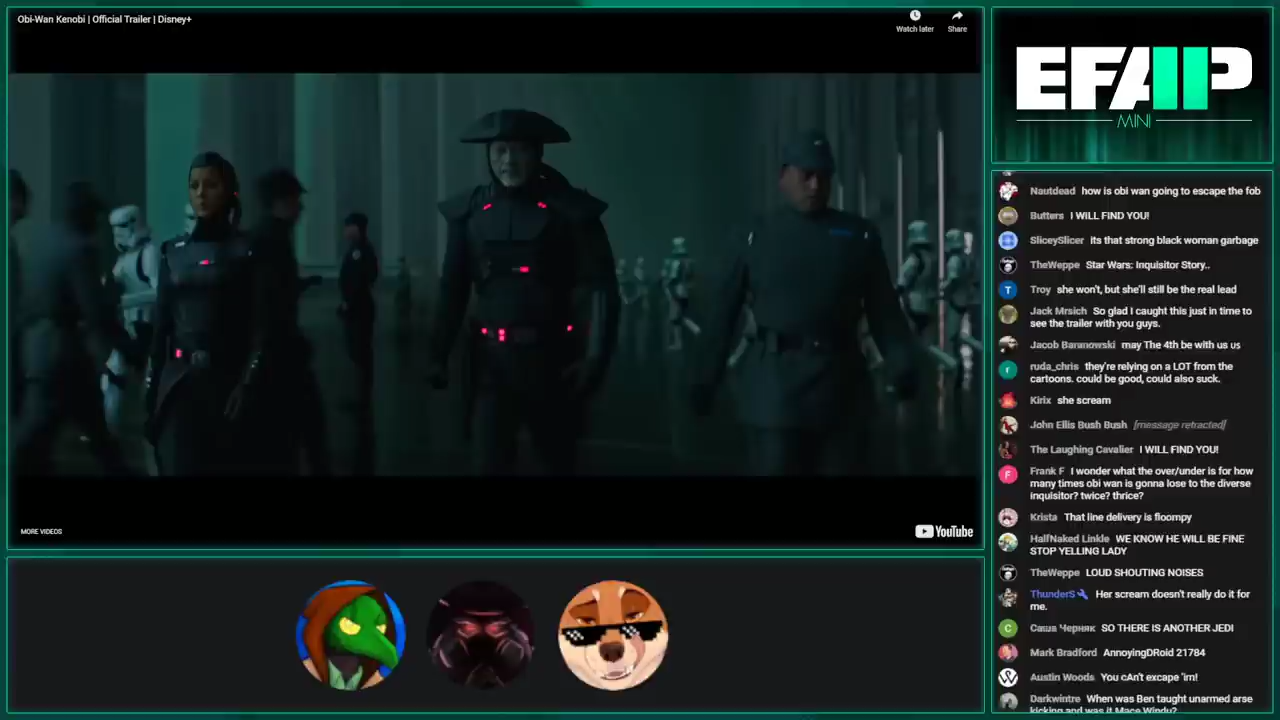 Obi-Wan Kenobi | Official Trailer | Disney+
Watch later
Share
MORE VIDEOS
YouTube
EFAP
MINI
Nautdead how is obi wan going to escape the fob
Butters I WILL FIND YOU!
SliceySlicer its that strong black woman garbage
TheWeppe Star Wars: Inquisitor Story..
T
Troy she won't, but she'll still be the real lead
Jack Mrsich So glad I caught this just in time to
see the trailer with you guys.
Jacob Baranowski may The 4th be with us us
r
ruda_chris they're relying on a LOT from the
cartoons. could be good, could also suck.
Kirix she scream
John Ellis Bush Bush [message retracted]
The Laughing Cavalier I WILL FIND YOU!
F
Frank F I wonder what the over/under is for how
many times obi wan is gonna lose to the diverse
inquisitor? twice? thrice?
Krista That line delivery is floompy
HalfNaked Linkle WE KNOW HE WILL BE FINE
STOP YELLING LADY
TheWeppe LOUD SHOUTING NOISES
ThunderS Her scream doesn't really do it for
me.
C
Саша Черняк SO THERE IS ANOTHER JEDI
Mark Bradford AnnoyingDRoid 21784
Austin Woods You cAn't excape 'im!
Darkwintre When was Ben taught unarmed arse
kicking and was it Mace Windu?